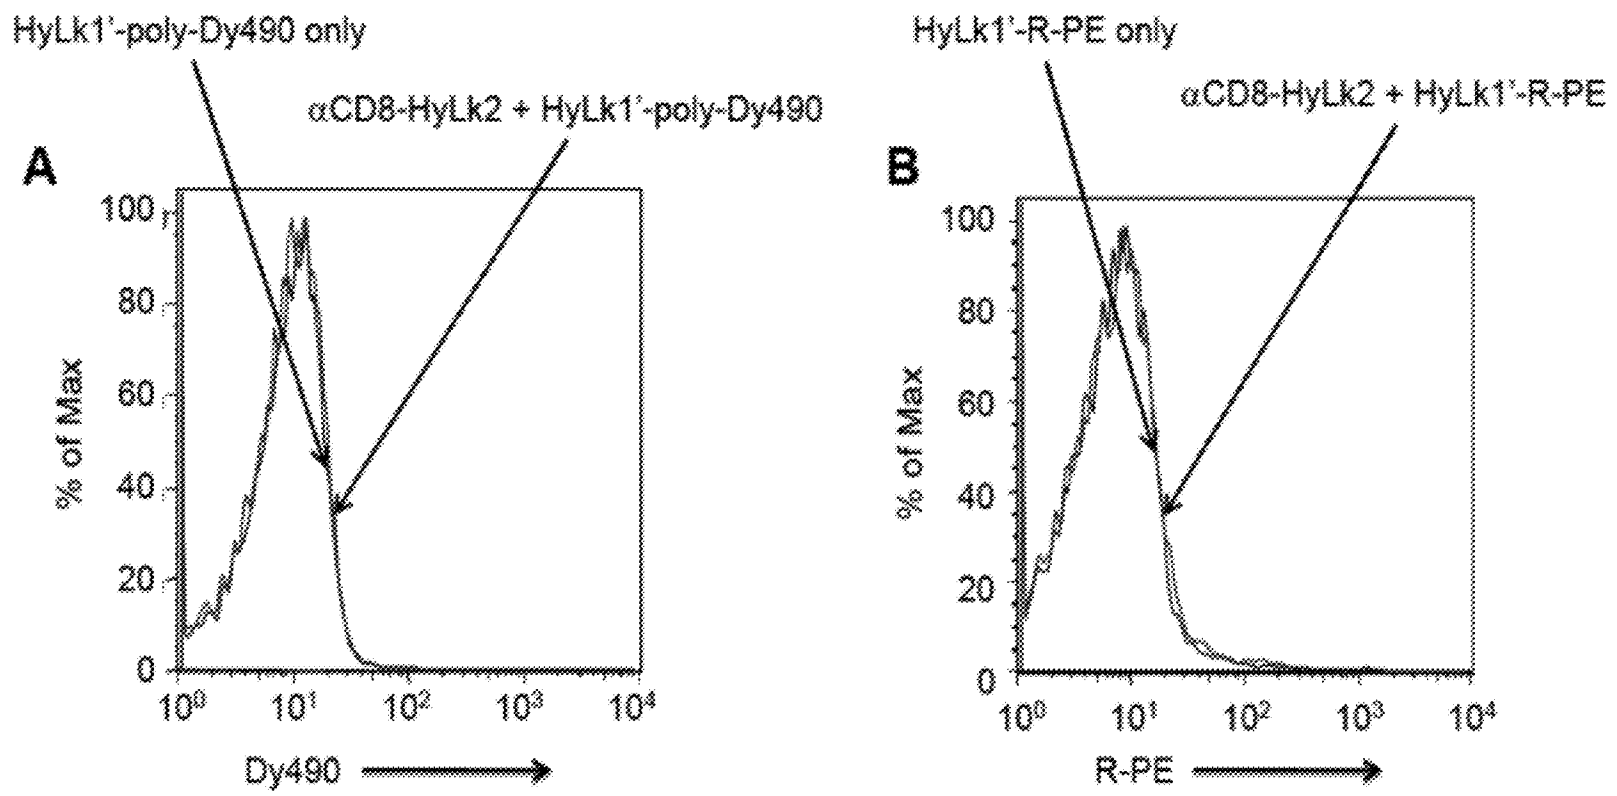 HyLk1’-poly-Dy490 only
αCD8-HyLk2 + HyLk1’-poly-Dy490
A
100
80
60
40
20
0
% of Max
10⁰ 10¹ 10² 10³ 10⁴
Dy490
HyLk1’-R-PE only
αCD8-HyLk2 + HyLk1’-R-PE
B
100
80
60
40
20
0
% of Max
10⁰ 10¹ 10² 10³ 10⁴
R-PE